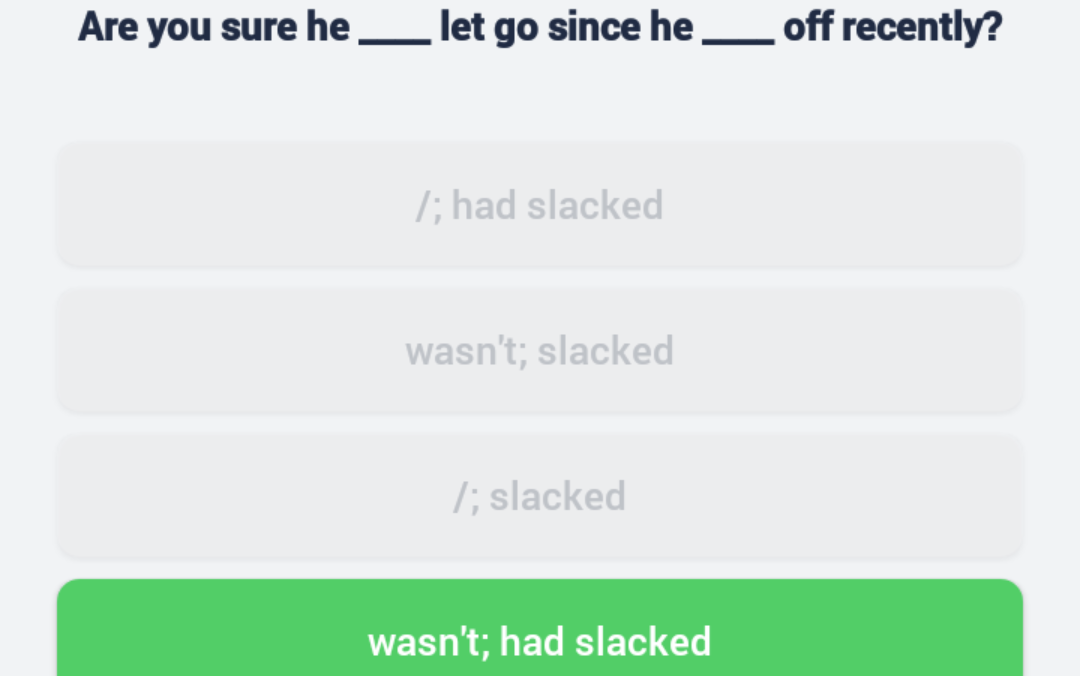 Are you sure he ____ let go since he ____ off recently?
/; had slacked
wasn't; slacked
/; slacked
wasn't; had slacked